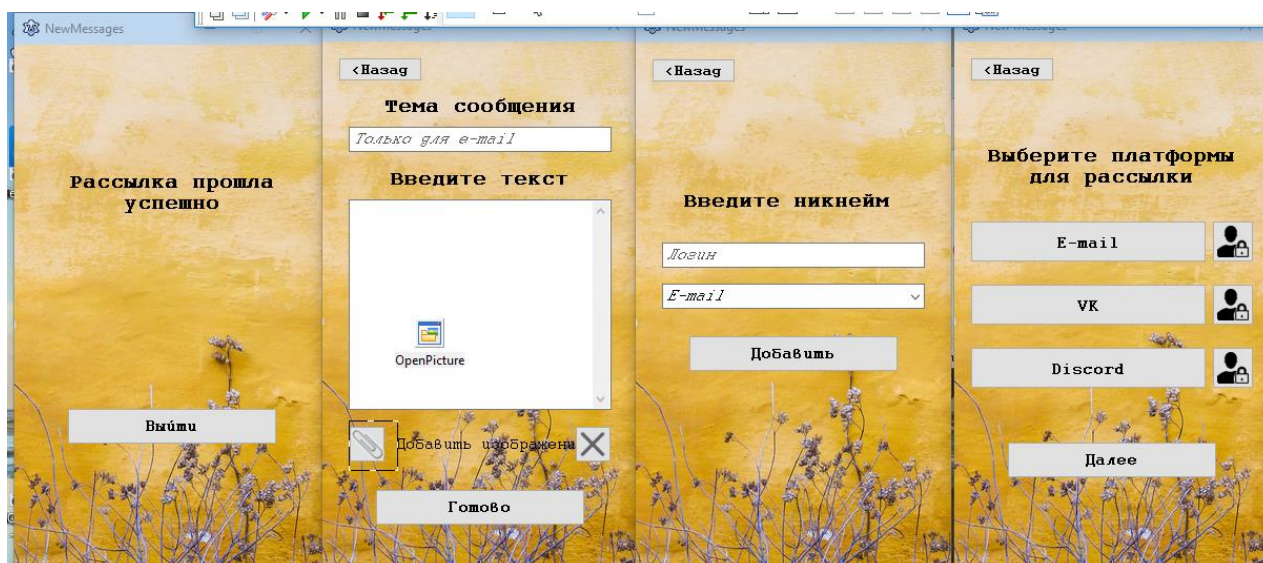 NewMessages
Рассылка прошла
успешно
Выйти
<Назад
Тема сообщения
Только для e-mail
Введите текст
OpenPicture
Добавить изображени
Готово
<Назад
Введите никнейм
Логин
E-mail
Добавить
<Назад
Выберите платформы
для рассылки
E-mail
VK
Discord
Далее